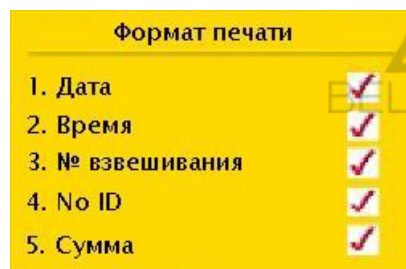 Формат печати
1. Дата
2. Время
3. № взвешивания
4. No ID
5. Сумма